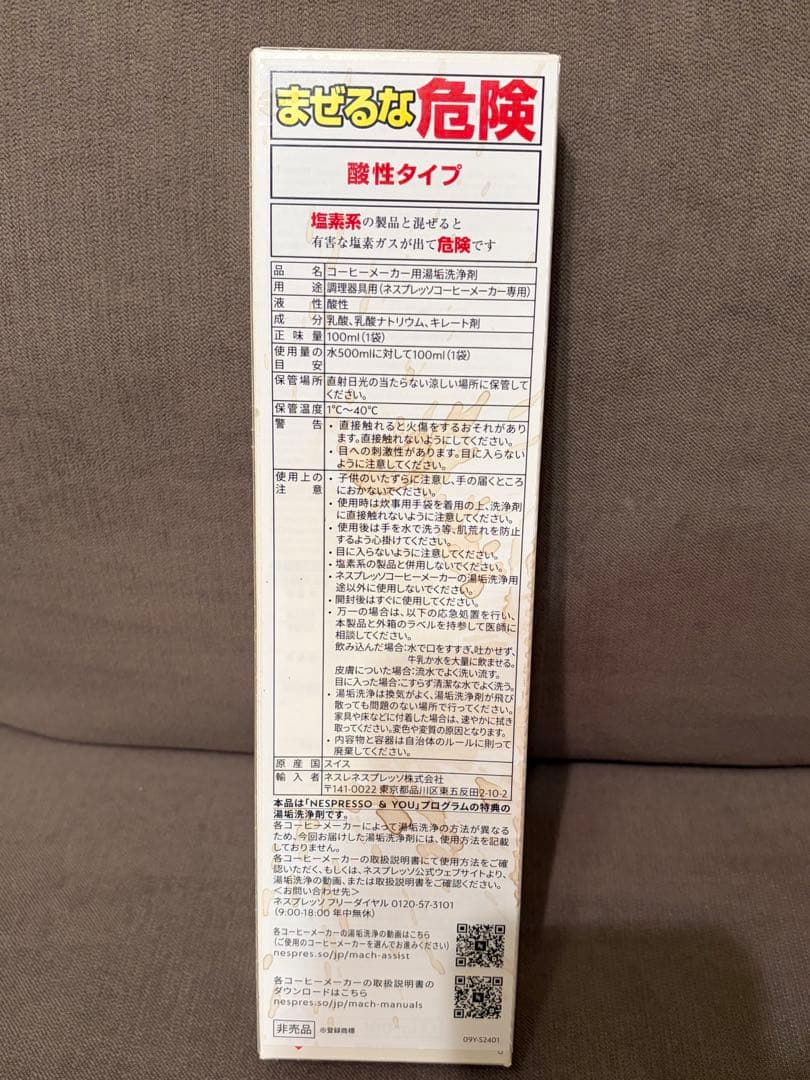 まぜるな危険
酸性タイプ
塩素系の製品と混ぜると
有害な塩素ガスが出て危険です
品名 コーヒーメーカー用湯垢洗浄剤
用途 調理器具用(ネスプレッソコーヒーメーカー専用)
液性 酸性
成分 乳酸、乳酸ナトリウム、キレート剤
正味量 100ml(1袋)
使用量の目安 水500mlに対して100ml(1袋)
保管場所 直射日光の当たらない涼しい場所に保管して
ください。
保管温度 1℃~40℃
警告 ・直接触れると火傷をするおそれがあり
ます。直接触れないようにしてください。
・目への刺激性があります。目に入らない
ように注意してください。
使用上の注意 ・子供のいたずらに注意し、手の届くところ
におかないでください。
・使用時は炊事用手袋を着用の上、洗浄剤
に直接触れないように注意してください。
・使用後は手を水で洗う等、肌荒れを防止
するよう心掛けてください。
・目に入らないように注意してください。
・塩素系の製品と併用しないでください。
・ネスプレッソコーヒーメーカーの湯垢洗浄用
途以外に使用しないでください。
・開封後はすぐに使用してください。
・万一の場合は、以下の応急処置を行い、
本製品と外箱のラベルを持参して医師に
相談してください。
飲み込んだ場合:水で口をすすぎ、吐かせず、
牛乳か水を大量に飲ませる。
皮膚についた場合:流水でよく洗い流す。
目に入った場合:こすらず清潔な水でよく洗う。
・湯垢洗浄は換気がよく、湯垢洗浄剤が飛び
散っても問題のない場所で行ってください。
家具や床などに付着した場合は、速やかに拭き
取ってください。変色や変質の原因となります。
・内容物と容器は自治体のルールに則って
廃棄してください。
原産国 スイス
輸入者 ネスレネスプレッソ株式会社
〒141-0022 東京都品川区東五反田2-10-2
本品は「NESPRESSO & YOU」プログラムの特典の
湯垢洗浄剤です。
各コーヒーメーカーによって湯垢洗浄の方法が異なる
ため、今回お届けした湯垢洗浄剤には、使用方法を記載
しておりません。
各コーヒーメーカーの取扱説明書にて使用方法をご確
認いただく、もしくは、ネスプレッソ公式ウェブサイトより、
湯垢洗浄の動画、または取扱説明書をご確認ください。
<お問い合わせ先>
ネスプレッソ フリーダイヤル 0120-57-3101
(9:00-18:00 年中無休)
各コーヒーメーカーの湯垢洗浄の動画はこちら
(ご使用のコーヒーメーカーを選んでお進みください)
nespres.so/jp/mach-assist
各コーヒーメーカーの取扱説明書の
ダウンロードはこちら
nespres.so/jp/mach-manuals
非売品 ®登録商標
09Y-S2401